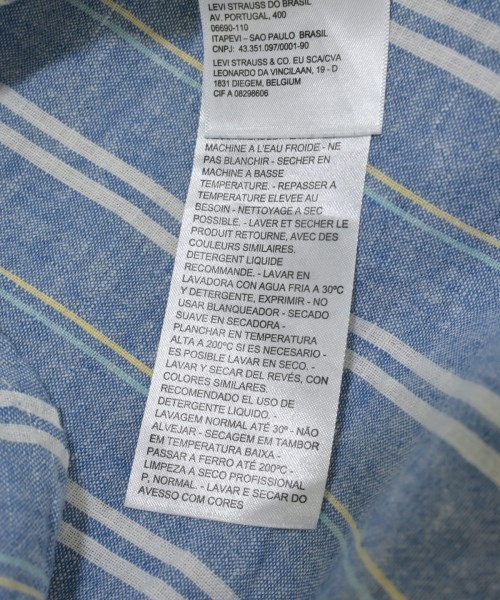 LEVI STRAUSS DO BRASIL
AV. PORTUGAL, 400
06690-110
ITAPEVI – SAO PAULO BRASIL
CNPJ: 43.351.097/0001-90
LEVI STRAUSS & CO. EU SCA/CVA
LEONARDO DA VINCILAAN, 19 - D
1831 DIEGEM, BELGIUM
CIF A 08298606
MACHINE A L'EAU FROIDE - NE
PAS BLANCHIR - SECHER EN
MACHINE A BASSE
TEMPERATURE. - REPASSER A
TEMPERATURE ELEVEE AU
BESOIN - NETTOYAGE A SEC
POSSIBLE. - LAVER ET SECHER LE
PRODUIT RETOURNE, AVEC DES
COULEURS SIMILAIRES.
DETERGENT LIQUIDE
RECOMMANDE. - LAVAR EN
LAVADORA CON AGUA FRIA A 30ºC
Y DETERGENTE, EXPRIMIR - NO
USAR BLANQUEADOR - SECADO
SUAVE EN SECADORA -
PLANCHAR EN TEMPERATURA
ALTA A 200ºC SI ES NECESARIO -
ES POSIBLE LAVAR EN SECO. -
LAVAR Y SECAR DEL REVÉS, CON
COLORES SIMILARES.
RECOMENDADO EL USO DE
DETERGENTE LIQUIDO. -
LAVAGEM NORMAL ATÉ 30º - NÃO
ALVEJAR - SECAGEM EM TAMBOR
EM TEMPERATURA BAIXA -
PASSAR A FERRO ATÉ 200ºC -
LIMPEZA A SECO PROFISSIONAL
P, NORMAL. - LAVAR E SECAR DO
AVESSO COM CORES